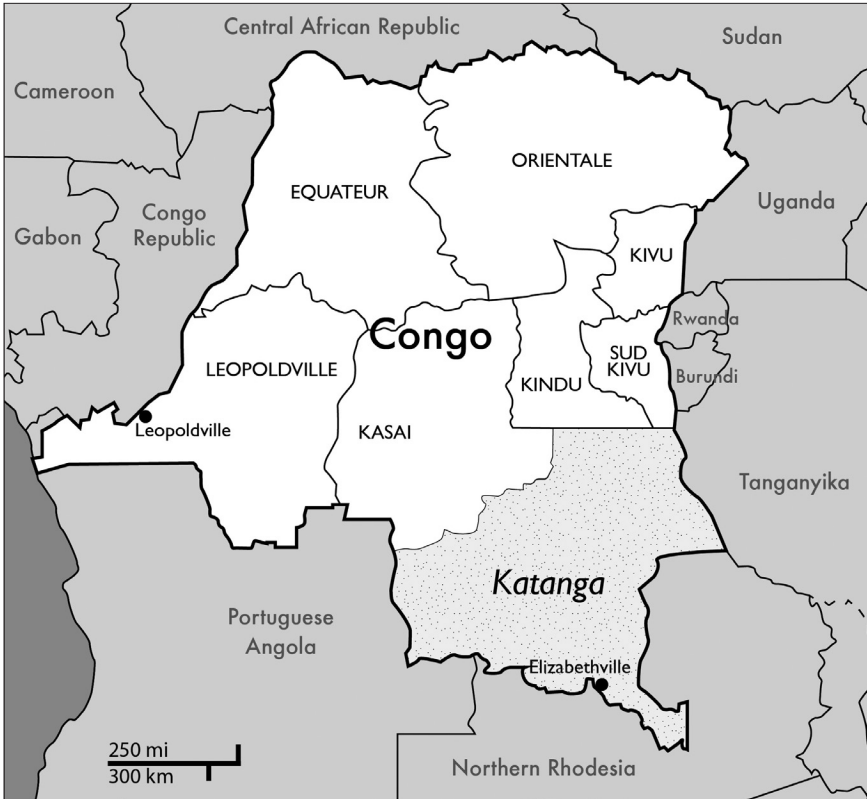 Central African Republic
Sudan
Cameroon
ORIENTALE
EQUATEUR
Uganda
Congo
Republic
Gabon
KIVU
Rwanda
Congo
SUD
KIVU
LEOPOLDVILLE
KINDU
Burundi
Leopoldville
KASAI
Tanganyika
Katanga
Portuguese
Angola
Elizabethville
250 mi
300 km
Northern Rhodesia